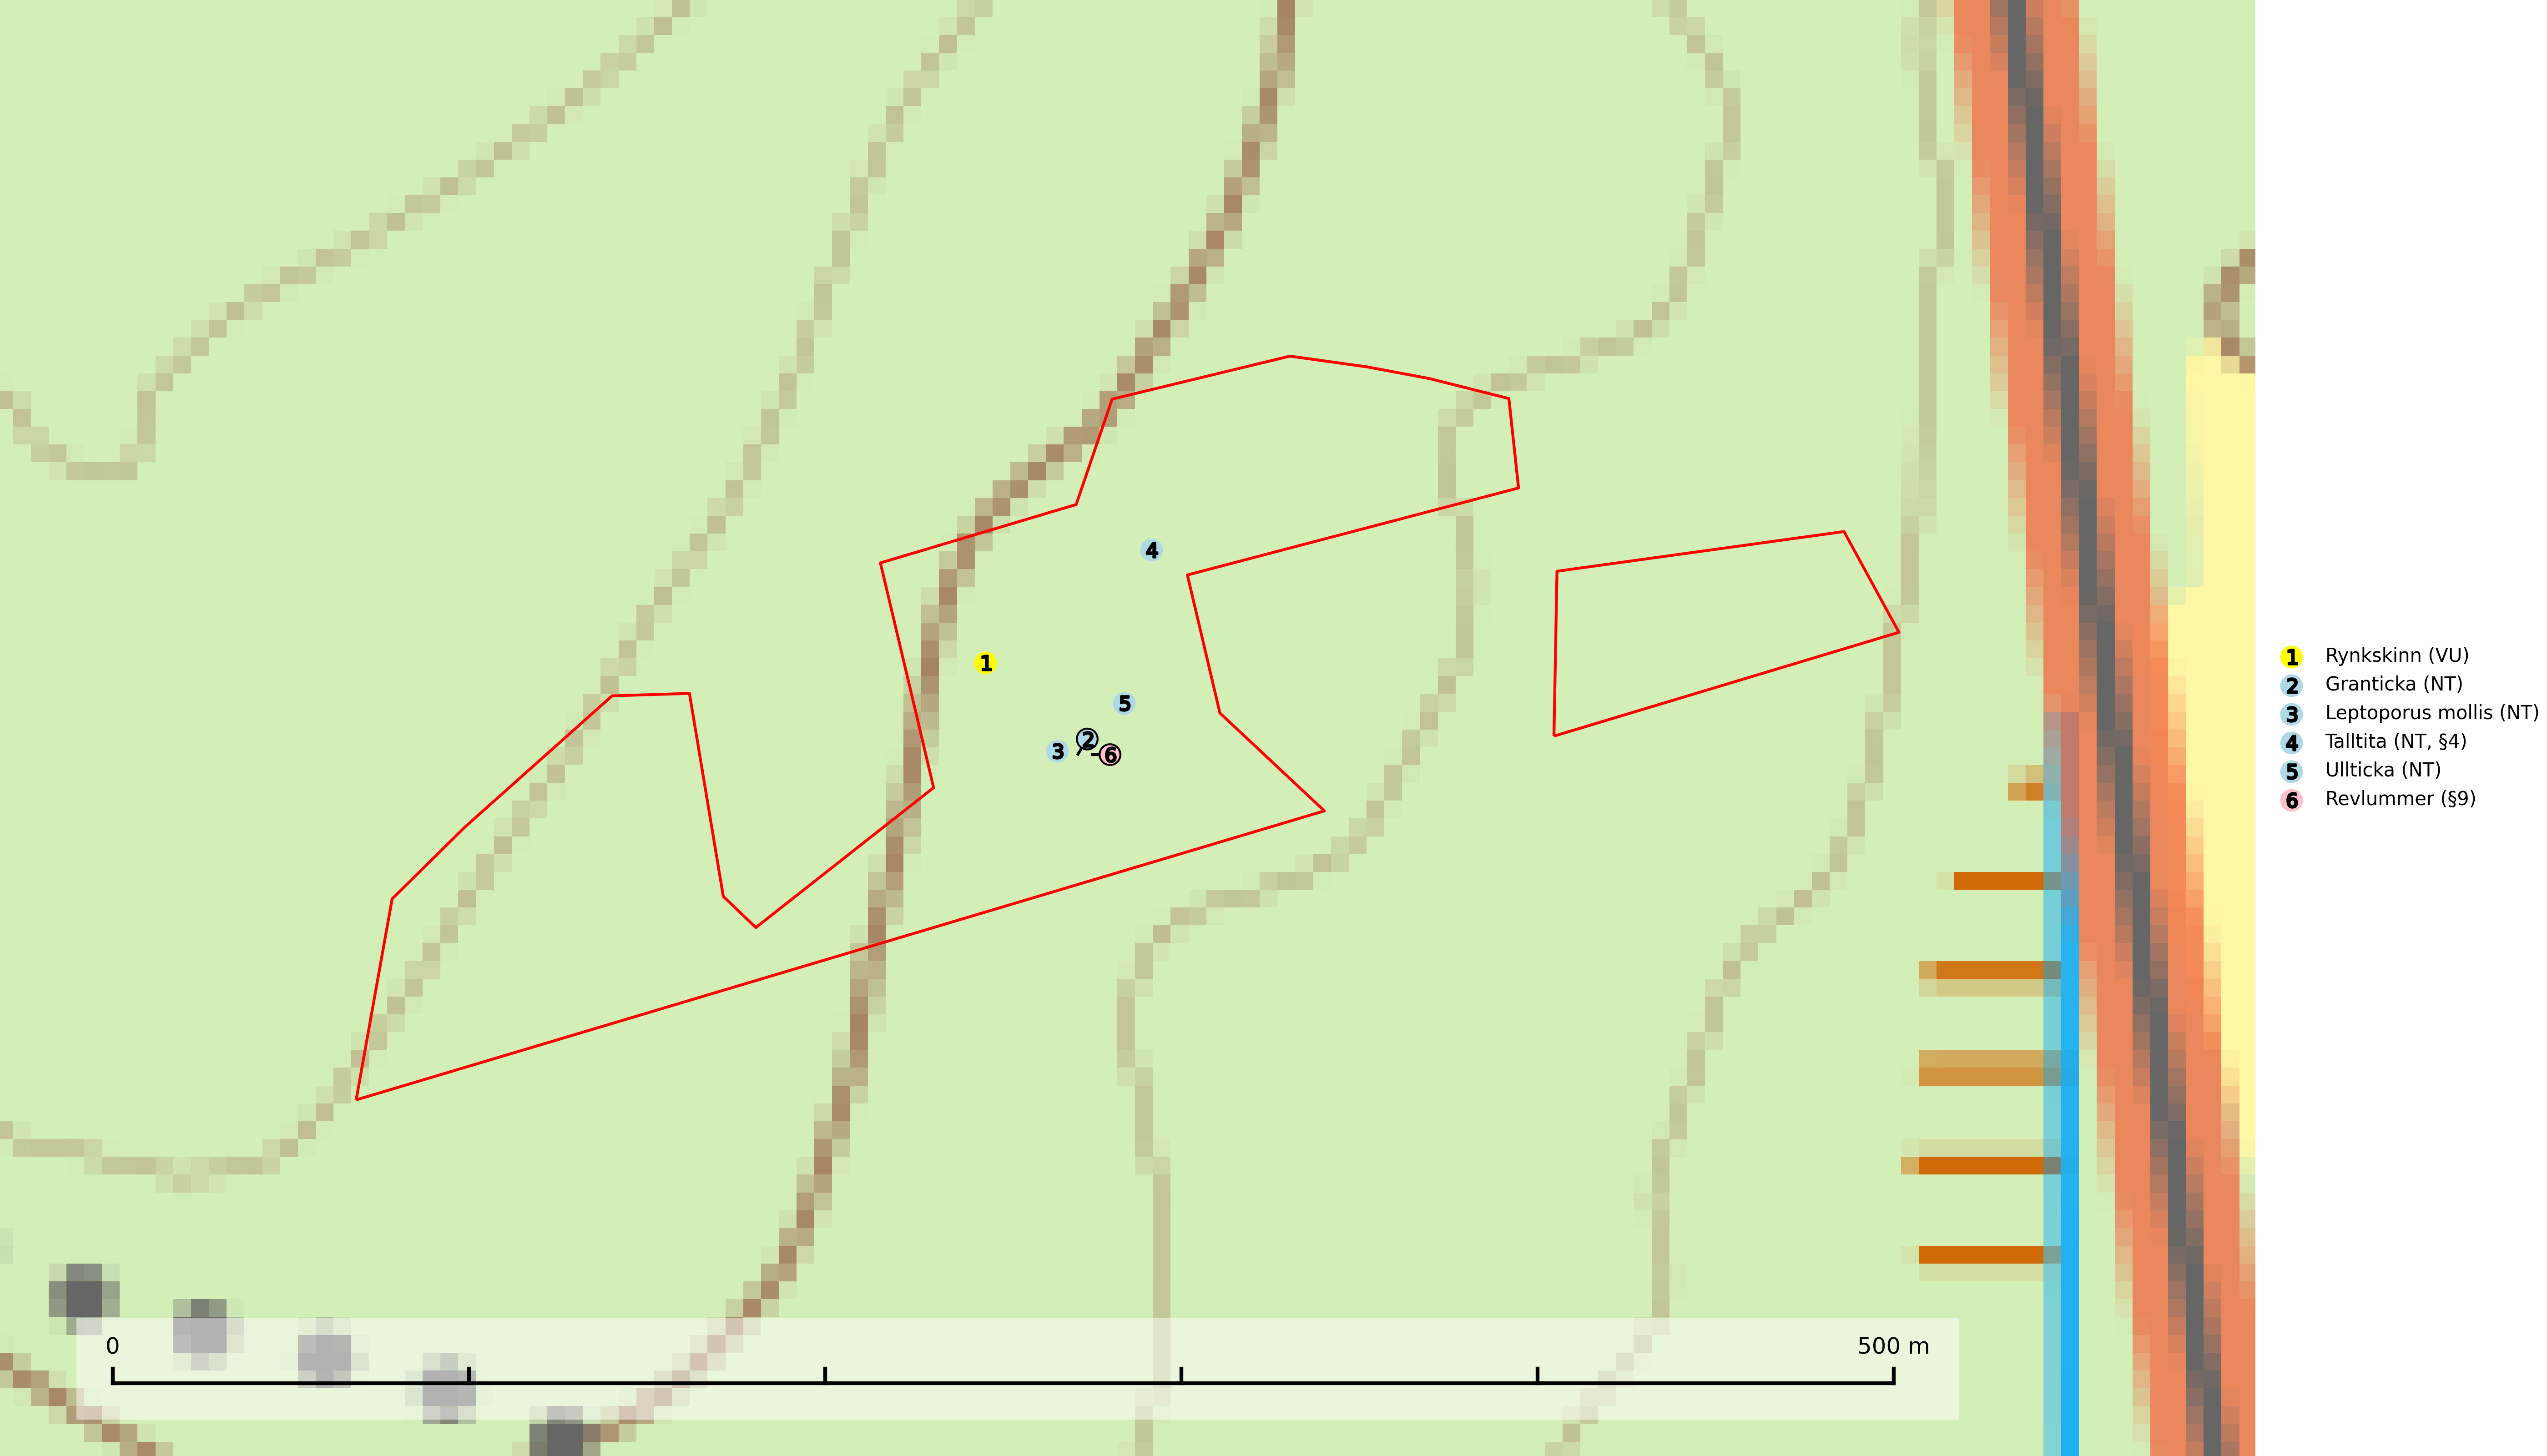 4
1
5
2
3
6
1 Rynkskinn (VU)
2 Granticka (NT)
3 Leptoporus mollis (NT)
4 Talltita (NT, §4)
5 Ullticka (NT)
6 Revlummer (§9)
0 500 m